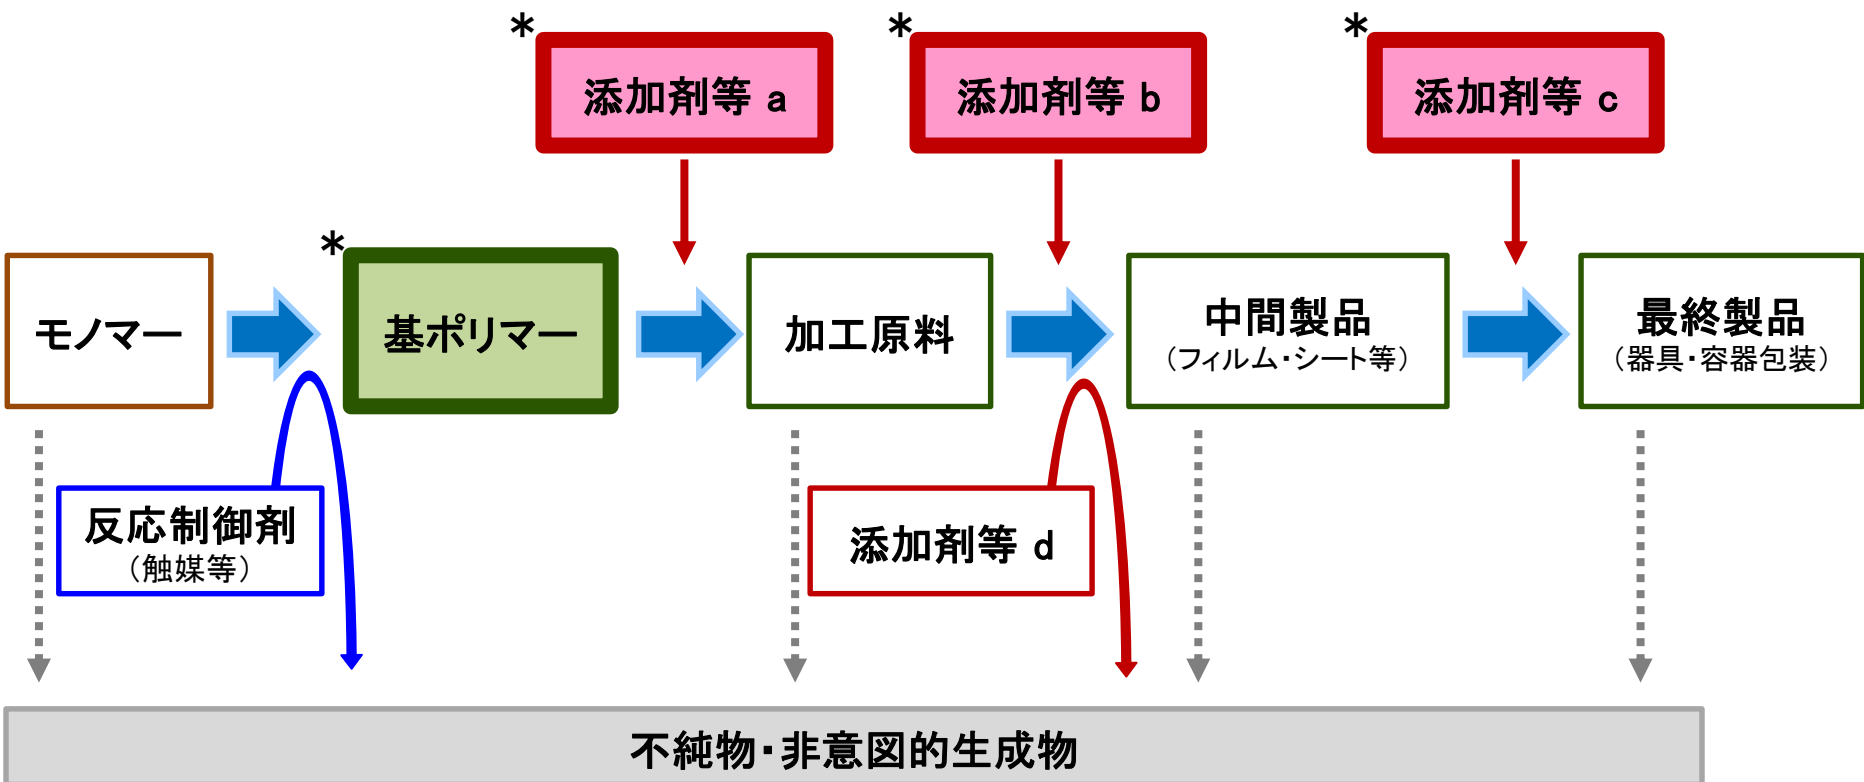 *
添加剤等 a
*
添加剤等 b
*
添加剤等 c
モノマー
*
基ポリマー
加工原料
中間製品
（フィルム・シート等）
最終製品
（器具・容器包装）
反応制御剤
（触媒等）
添加剤等 d
不純物・非意図的生成物